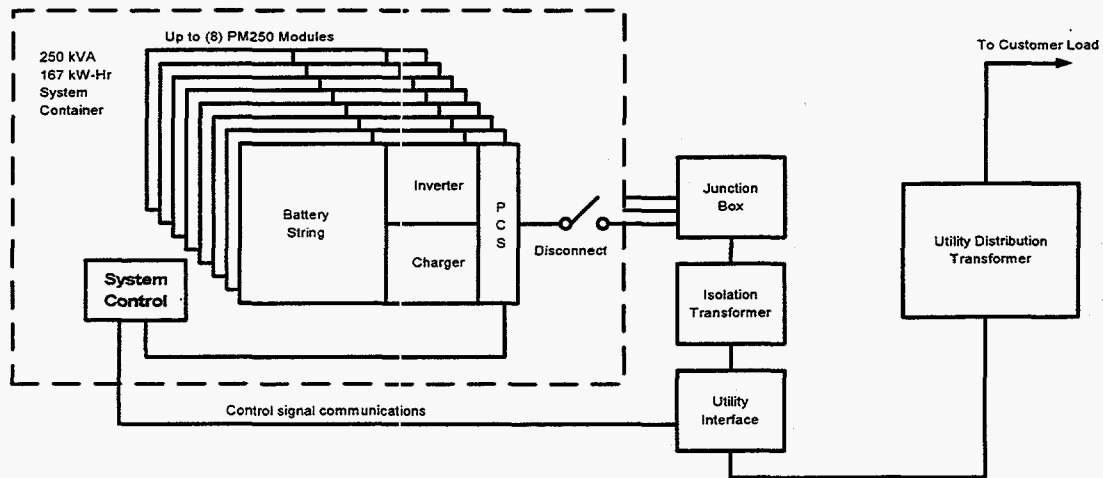 Up to (8) PM250 Modules
250 kVA
167 kW-Hr
System
Container
To Customer Load
Battery
String
Inverter
Charger
P
C
S
Disconnect
Junction
Box
Utility Distribution
Transformer
System
Control
Isolation
Transformer
Utility
Interface
Control signal communications